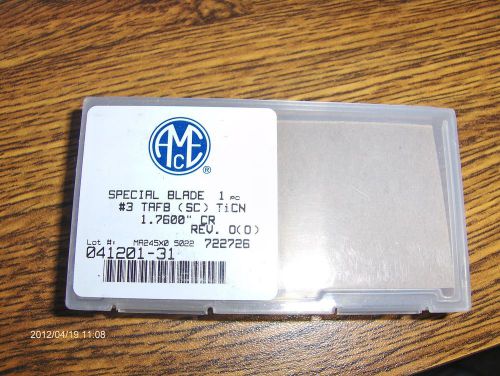 AMEC
®
SPECIAL BLADE 1 PC
#3 TAFB (SC) TiCN
1.7600" CR
REV. 0(0)
Lot #: MA245X0 5022 722726
041201-31
2012/04/19 11:08